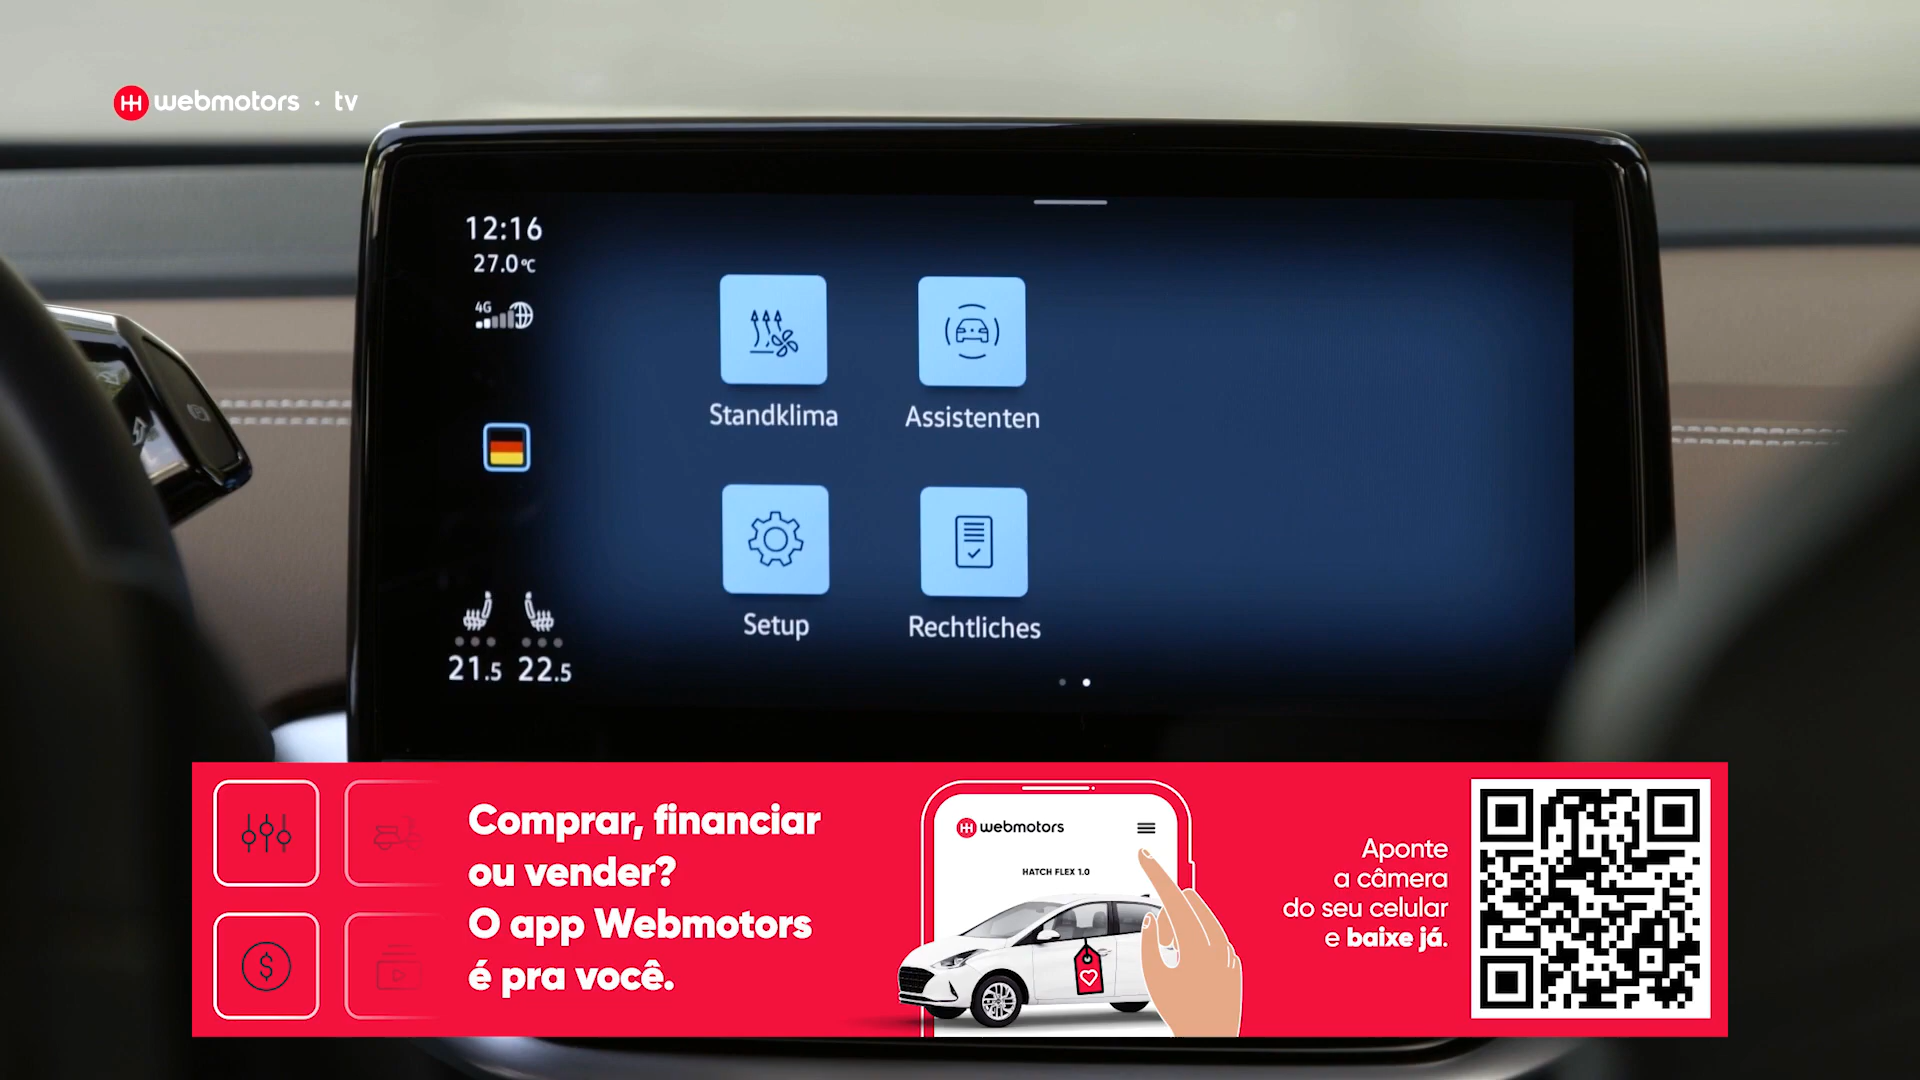 webmotors · tv
12:16
27.0°C
4G
Standklima
Assistenten
Setup
Rechtliches
21.5 22.5
Comprar, financiar
ou vender?
O app Webmotors
é pra você.
$
webmotors
HATCH FLEX 1.0
Aponte
a câmera
do seu celular
e baixe já.